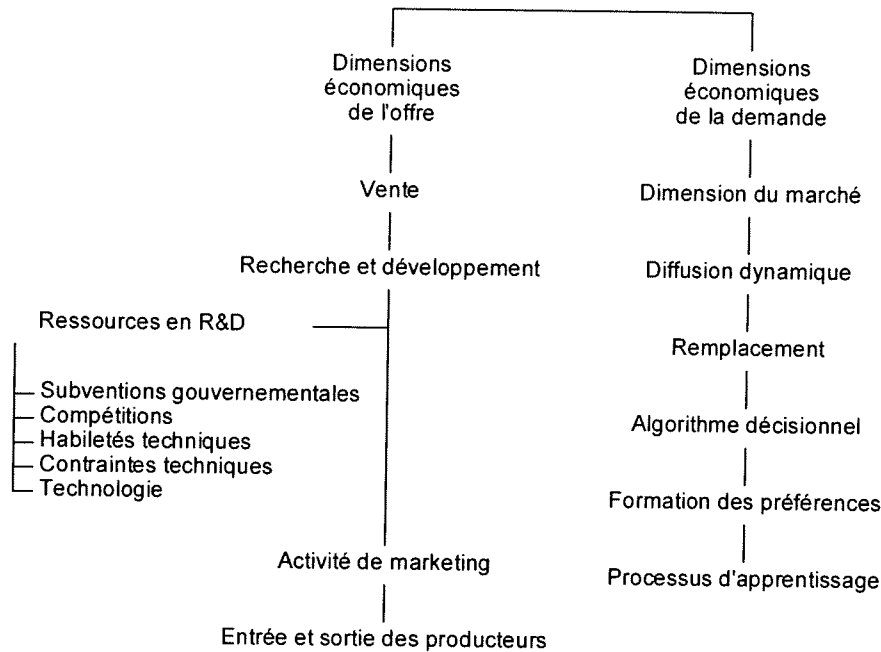 Dimensions
économiques
de l'offre
Vente
Recherche et développement
Ressources en R&D
Subventions gouvernementales
Compétitions
Habiletés techniques
Contraintes techniques
Technologie
Activité de marketing
Entrée et sortie des producteurs
Dimensions
économiques
de la demande
Dimension du marché
Diffusion dynamique
Remplacement
Algorithme décisionnel
Formation des préférences
Processus d'apprentissage